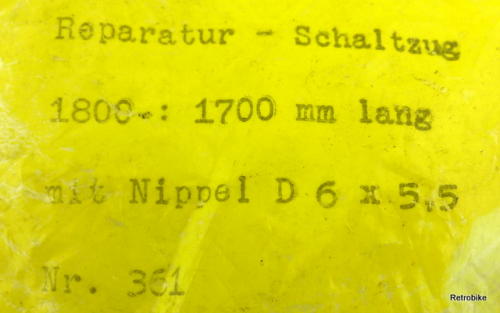 Reparatur - Schaltzug
1800-: 1700 mm lang
mit Nippel D 6 x 5,5
Nr. 361
Retrobike